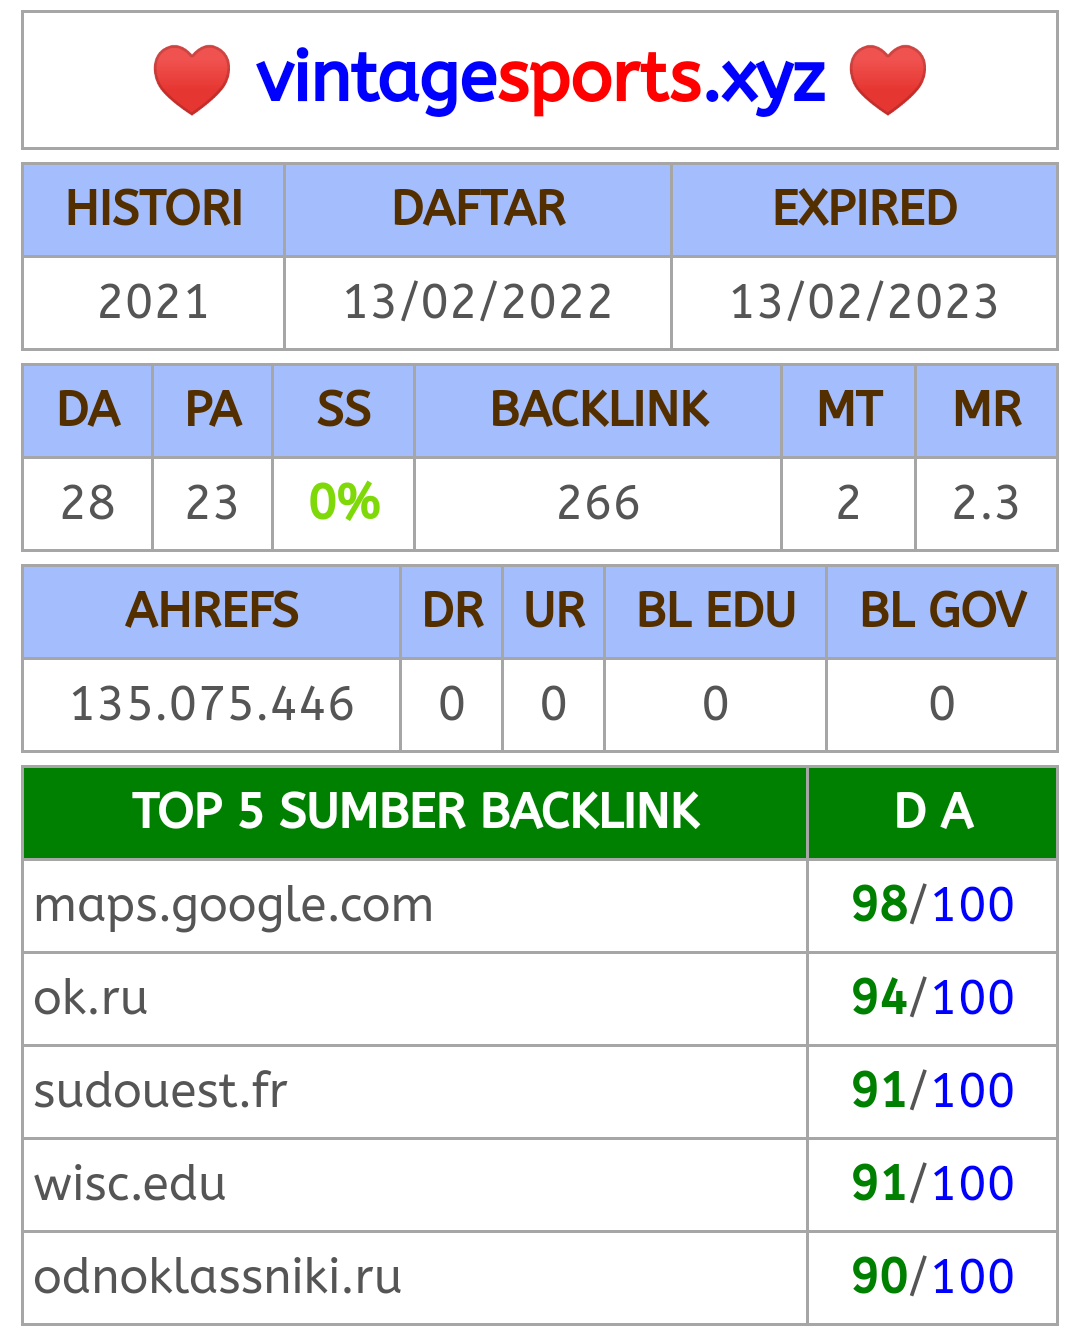 vintagesports.xyz
HISTORI DAFTAR EXPIRED
2021 13/02/2022 13/02/2023
DA PA SS BACKLINK MT MR
28 23 0% 266 2 2.3
AHREFS DR UR BL EDU BL GOV
135.075.446 0 0 0 0
TOP 5 SUMBER BACKLINK D A
maps.google.com 98/100
ok.ru 94/100
sudouest.fr 91/100
wisc.edu 91/100
odnoklassniki.ru 90/100